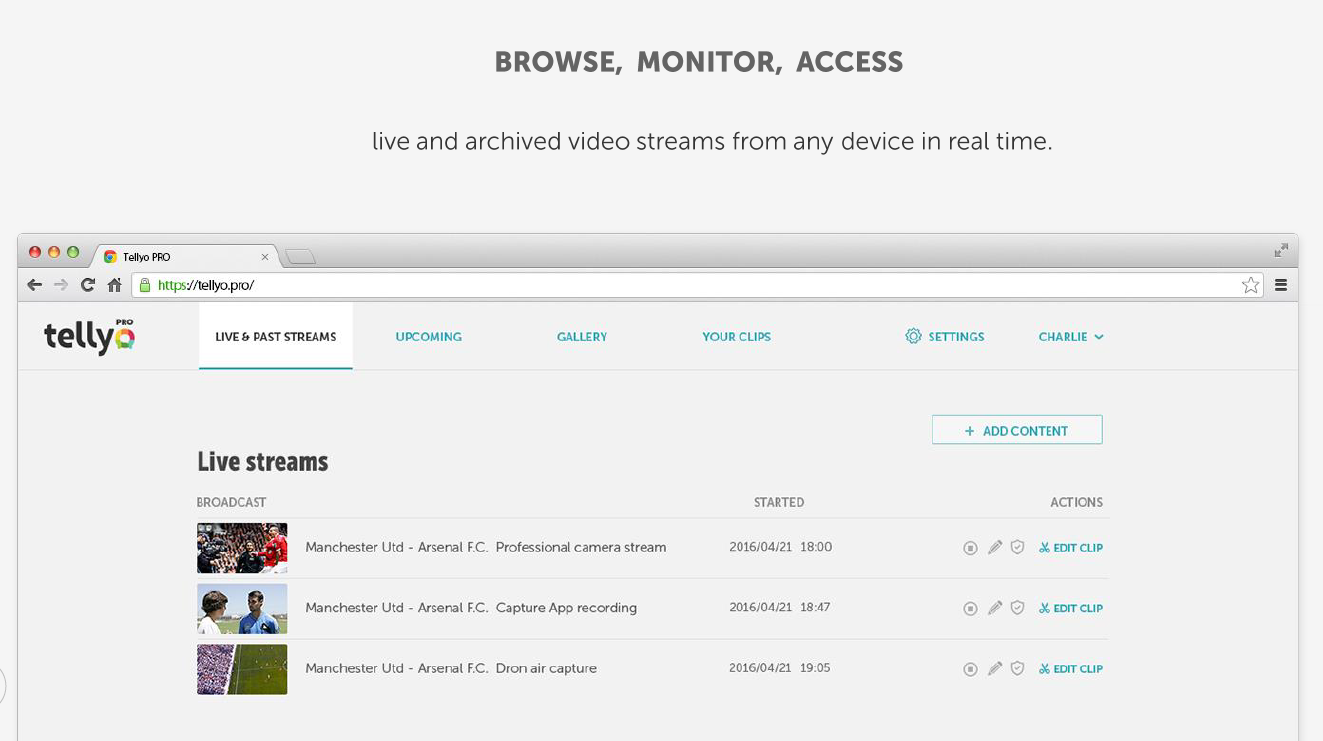 BROWSE, MONITOR, ACCESS
live and archived video streams from any device in real time.
Tellyo PRO
https://tellyo.pro/
tellyo PRO
LIVE & PAST STREAMS
UPCOMING
GALLERY
YOUR CLIPS
SETTINGS
CHARLIE
+ ADD CONTENT
Live streams
BROADCAST STARTED ACTIONS
Manchester Utd - Arsenal F.C. Professional camera stream 2016/04/21 18:00 EDIT CLIP
Manchester Utd - Arsenal F.C. Capture App recording 2016/04/21 18:47 EDIT CLIP
Manchester Utd - Arsenal F.C. Dron air capture 2016/04/21 19:05 EDIT CLIP